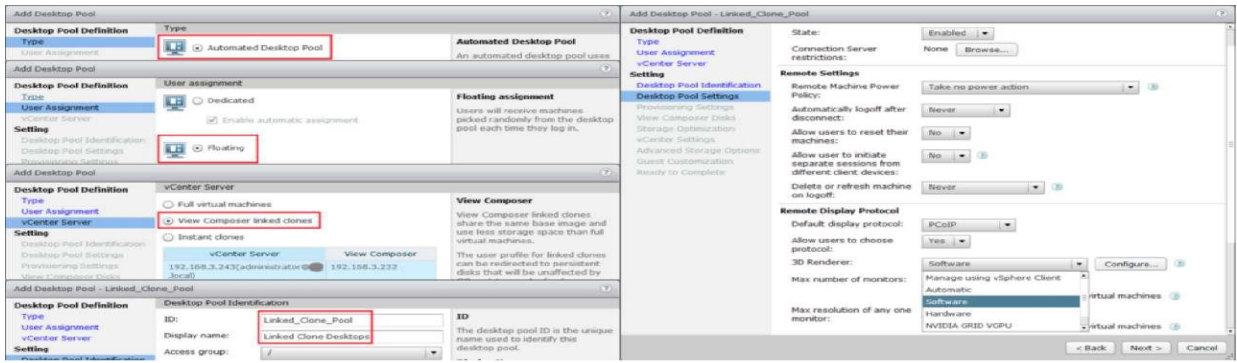 Add Desktop Pool
Desktop Pool Definition
Type
User Assignment
Type
Automated Desktop Pool
Automated Desktop Pool
An automated desktop pool uses
Add Desktop Pool
Desktop Pool Definition
Type
User Assignment
vCenter Server
Setting
Desktop Pool Identification
Desktop Pool Settings
Provisioning Settings
User assignment
Dedicated
Enable automatic assignment
Floating
Floating assignment
Users will receive machines
picked randomly from the desktop
pool each time they log in.
Add Desktop Pool
Desktop Pool Definition
Type
User Assignment
vCenter Server
Setting
Desktop Pool Identification
Desktop Pool Settings
Provisioning Settings
View Composer Disks
vCenter Server
Full virtual machines
View Composer linked clones
Instant clones
vCenter Server View Composer
192.168.3.243(administrator@ 192.168.3.232
.local)
View Composer
View Composer linked clones
share the same base image and
use less storage space than full
virtual machines.
The user profile for linked clones
can be redirected to persistent
disks that will be unaffected by
Add Desktop Pool - Linked_Clone_Pool
Desktop Pool Definition
Type
User Assignment
vCenter Server
Setting
Desktop Pool Identification
Desktop Pool Identification
ID: Linked_Clone_Pool
Display name: Linked Clone Desktops
Access group: /
ID
The desktop pool ID is the unique
name used to identify this
desktop pool.
Add Desktop Pool - Linked_Clone_Pool
Desktop Pool Definition
Type
User Assignment
vCenter Server
Setting
Desktop Pool Identification
Desktop Pool Settings
Provisioning Settings
View Composer Disks
Storage Optimization
vCenter Settings
Advanced Storage Options
Guest Customization
Ready to Complete
State: Enabled
Connection Server None Browse...
restrictions:
Remote Settings
Remote Machine Power Take no power action
Policy:
Automatically logoff after Never
disconnect:
Allow users to reset their No
machines:
Allow user to initiate No
separate sessions from
different client devices:
Delete or refresh machine Never
on logoff:
Remote Display Protocol
Default display protocol: PCoIP
Allow users to choose Yes
protocol:
3D Renderer: Software Configure...
Max number of monitors: Manage using vSphere Client
Automatic
Software virtual machines
Hardware
Max resolution of any one
monitor: NVIDIA GRID VGPU virtual machines
< Back Next > Cancel